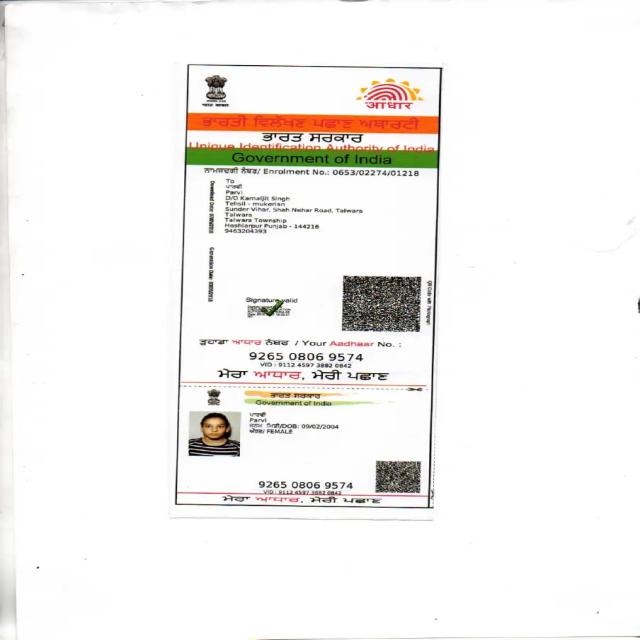 आधार
ਭਾਰਤੀ ਵਿਲੱਖਣ ਪਛਾਣ ਅਥਾਰਟੀ
ਭਾਰਤ ਸਰਕਾਰ
Unique Identification Authority of India
Government of India
ਨਾਮਜ਼ਦਗੀ ਨੰਬਰ/ Enrolment No.: 0653/02274/01218
To
ਪਾਰਵੀ
Parvi
D/O Kamaljit Singh
Tehsil - mukerian
Sunder Vihar, Shah Nehar Road, Talwara
Talwara
Talwara Township
Hoshiarpur Punjab - 144216
9463204393
Signature valid
ਤੁਹਾਡਾ ਆਧਾਰ ਨੰਬਰ / Your Aadhaar No. :
9265 0806 9574
VID : 9112 4597 3882 0842
ਮੇਰਾ ਆਧਾਰ, ਮੇਰੀ ਪਛਾਣ
ਭਾਰਤ ਸਰਕਾਰ
Government of India
ਪਾਰਵੀ
Parvi
ਜਨਮ ਮਿਤੀ/DOB: 09/02/2004
ਔਰਤ/ FEMALE
9265 0806 9574
VID : 9112 4597 3882 0842
ਮੇਰਾ ਆਧਾਰ, ਮੇਰੀ ਪਛਾਣ